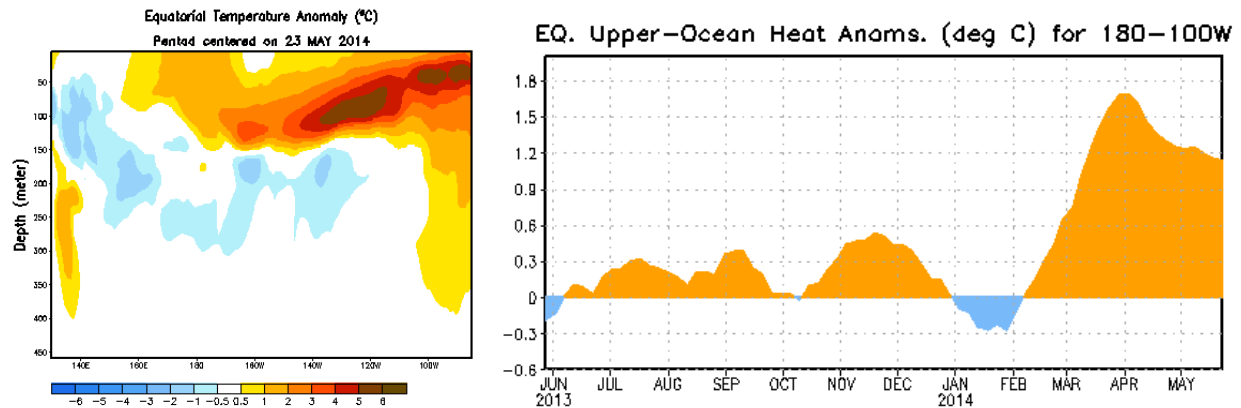 Equatorial Temperature Anomaly (°C)
Pentad centered on 23 MAY 2014
Depth (meter)
50
100
150
200
250
300
350
400
450
140E 160E 180 160W 140W 120W 100W
-6 -5 -4 -3 -2 -1 -0.5 0.5 1 2 3 4 5 6
EQ. Upper-Ocean Heat Anoms. (deg C) for 180-100W
1.8
1.5
1.2
0.9
0.6
0.3
0
-0.3
-0.6
JUN JUL AUG SEP OCT NOV DEC JAN FEB MAR APR MAY
2013 2014